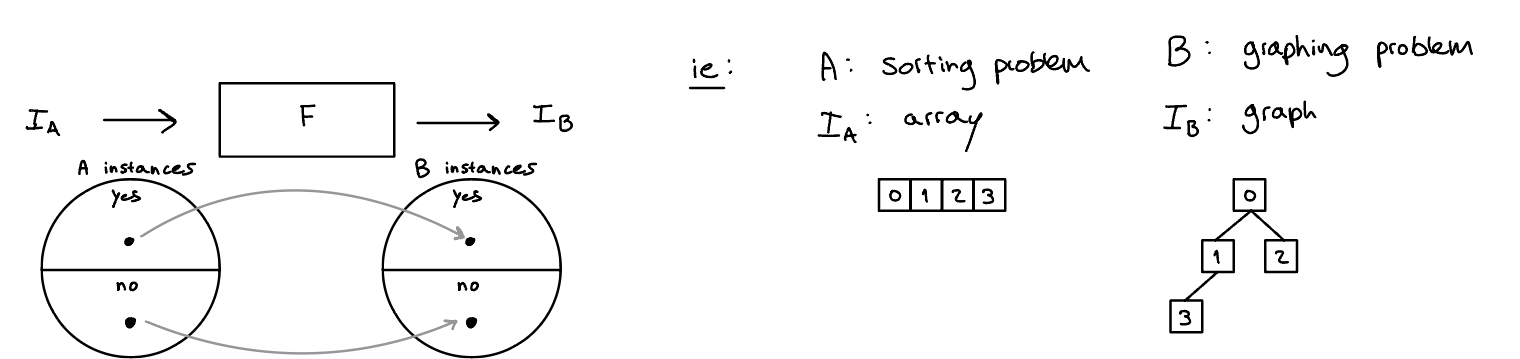 I_A → F → I_B
A instances
yes
no
B instances
yes
no
ie:
A: sorting problem
I_A: array
0 1 2 3
B: graphing problem
I_B: graph
0
1 2
3